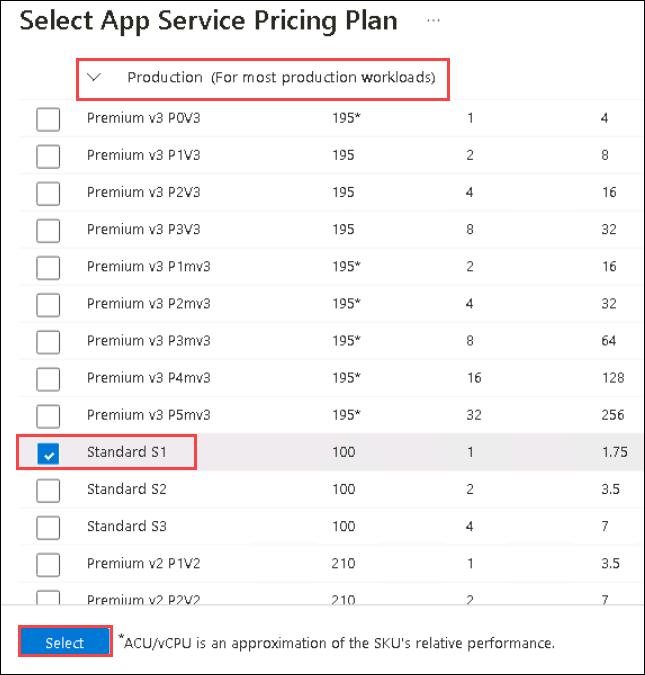 Select App Service Pricing Plan ...
Production (For most production workloads)
Premium v3 P0V3 195* 1 4
Premium v3 P1V3 195 2 8
Premium v3 P2V3 195 4 16
Premium v3 P3V3 195 8 32
Premium v3 P1mv3 195* 2 16
Premium v3 P2mv3 195* 4 32
Premium v3 P3mv3 195* 8 64
Premium v3 P4mv3 195* 16 128
Premium v3 P5mv3 195* 32 256
Standard S1 100 1 1.75
Standard S2 100 2 3.5
Standard S3 100 4 7
Premium v2 P1V2 210 1 3.5
Premium v2 P2V2 210 2 7
Select *ACU/vCPU is an approximation of the SKU's relative performance.